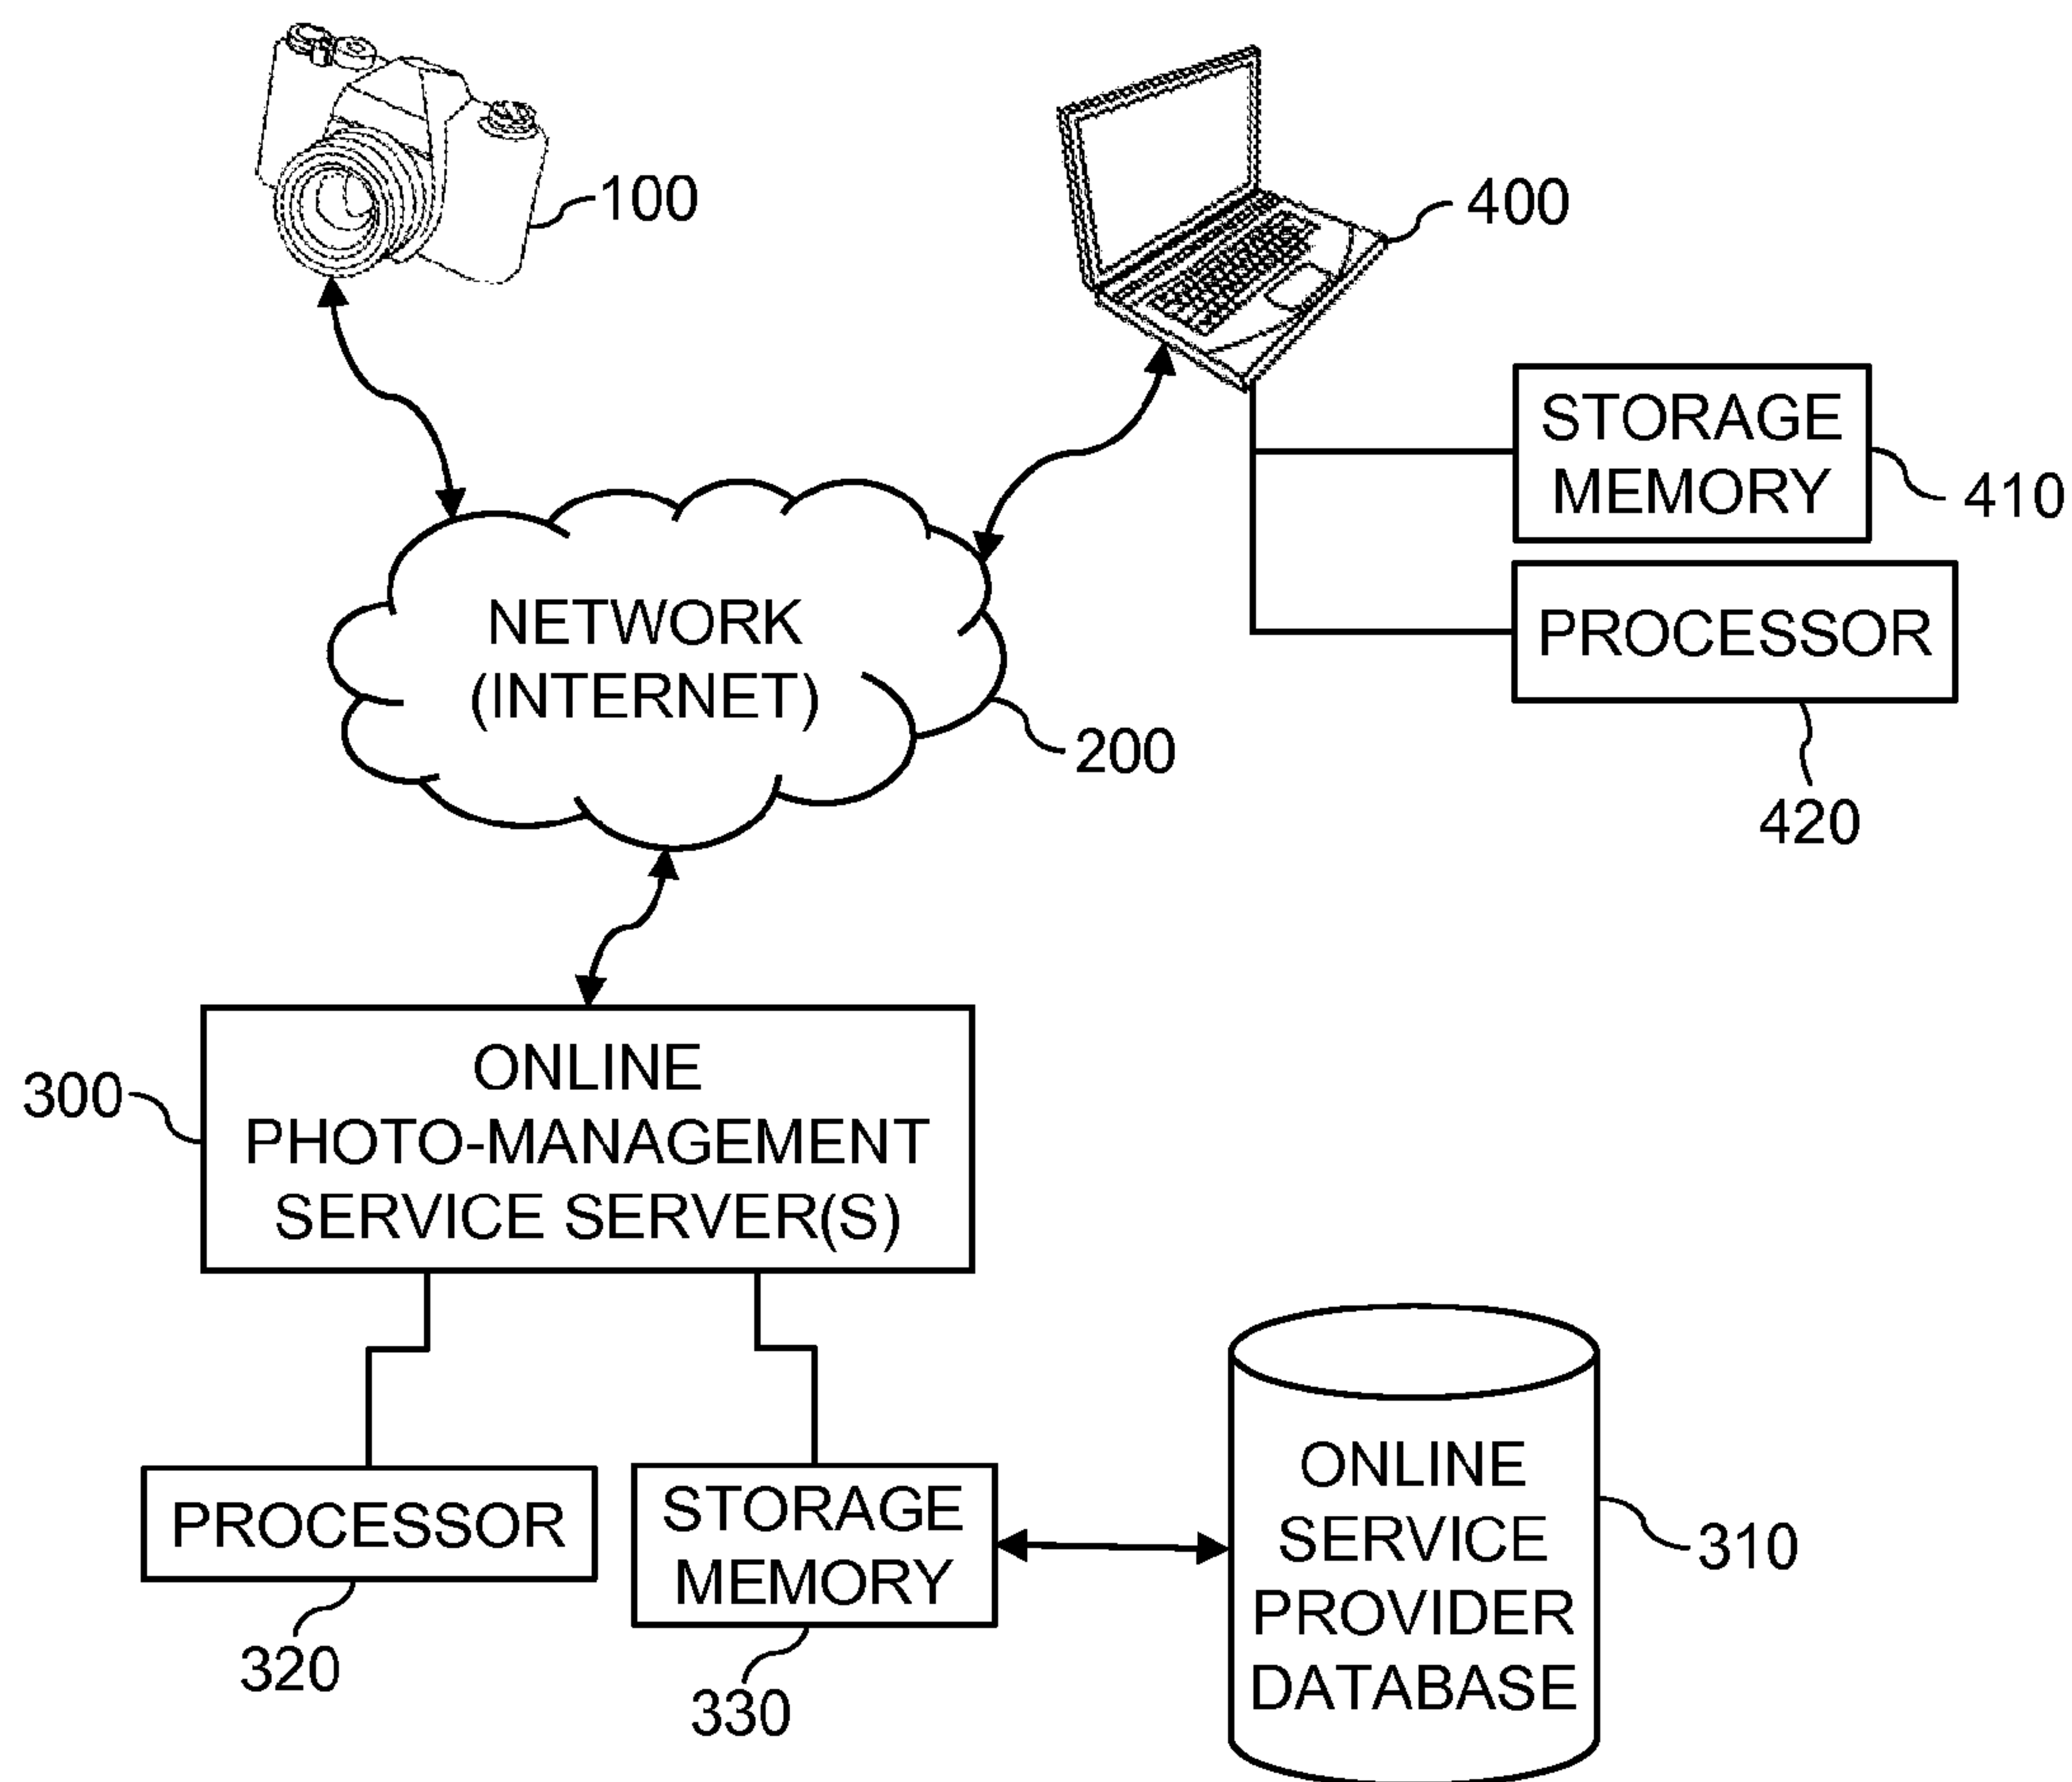 100
400
STORAGE
MEMORY
410
NETWORK
(INTERNET)
PROCESSOR
200
420
ONLINE
PHOTO-MANAGEMENT
SERVICE SERVER(S)
300
PROCESSOR
320
STORAGE
MEMORY
330
ONLINE
SERVICE
PROVIDER
DATABASE
310